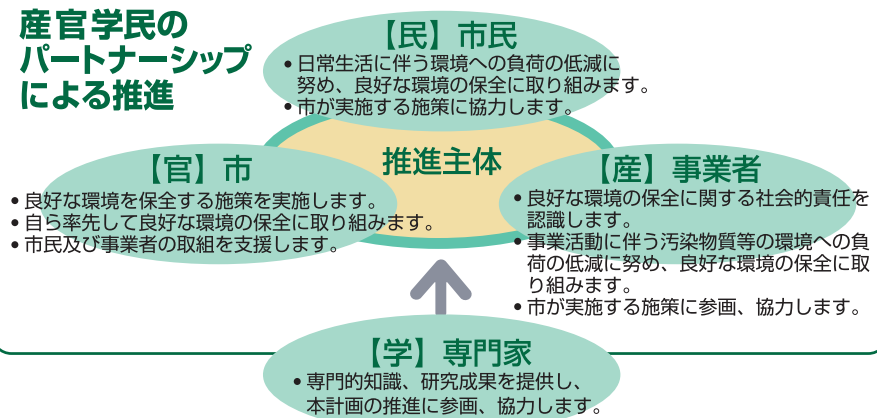 産官学民の
パートナーシップ
による推進
【民】市民
• 日常生活に伴う環境への負荷の低減に
努め、良好な環境の保全に取り組みます。
• 市が実施する施策に協力します。
推進主体
【官】市
• 良好な環境を保全する施策を実施します。
• 自ら率先して良好な環境の保全に取り組みます。
• 市民及び事業者の取組を支援します。
【産】事業者
• 良好な環境の保全に関する社会的責任を
認識します。
• 事業活動に伴う汚染物質等の環境への負
荷の低減に努め、良好な環境の保全に取
り組みます。
• 市が実施する施策に参画、協力します。
【学】専門家
• 専門的知識、研究成果を提供し、
本計画の推進に参画、協力します。